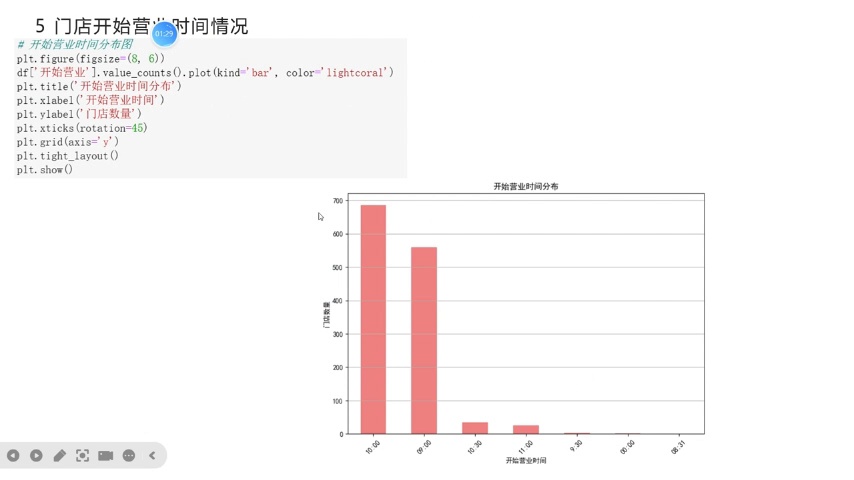 5 门店开始营业时间情况
01:29
# 开始营业时间分布图
plt.figure(figsize=(8, 6))
df['开始营业'].value_counts().plot(kind='bar', color='lightcoral')
plt.title('开始营业时间分布')
plt.xlabel('开始营业时间')
plt.ylabel('门店数量')
plt.xticks(rotation=45)
plt.grid(axis='y')
plt.tight_layout()
plt.show()
开始营业时间分布
700
600
500
400
300
200
100
0
门店数量
10:00
09:00
10:30
11:00
9:30
00:00
08:31
开始营业时间